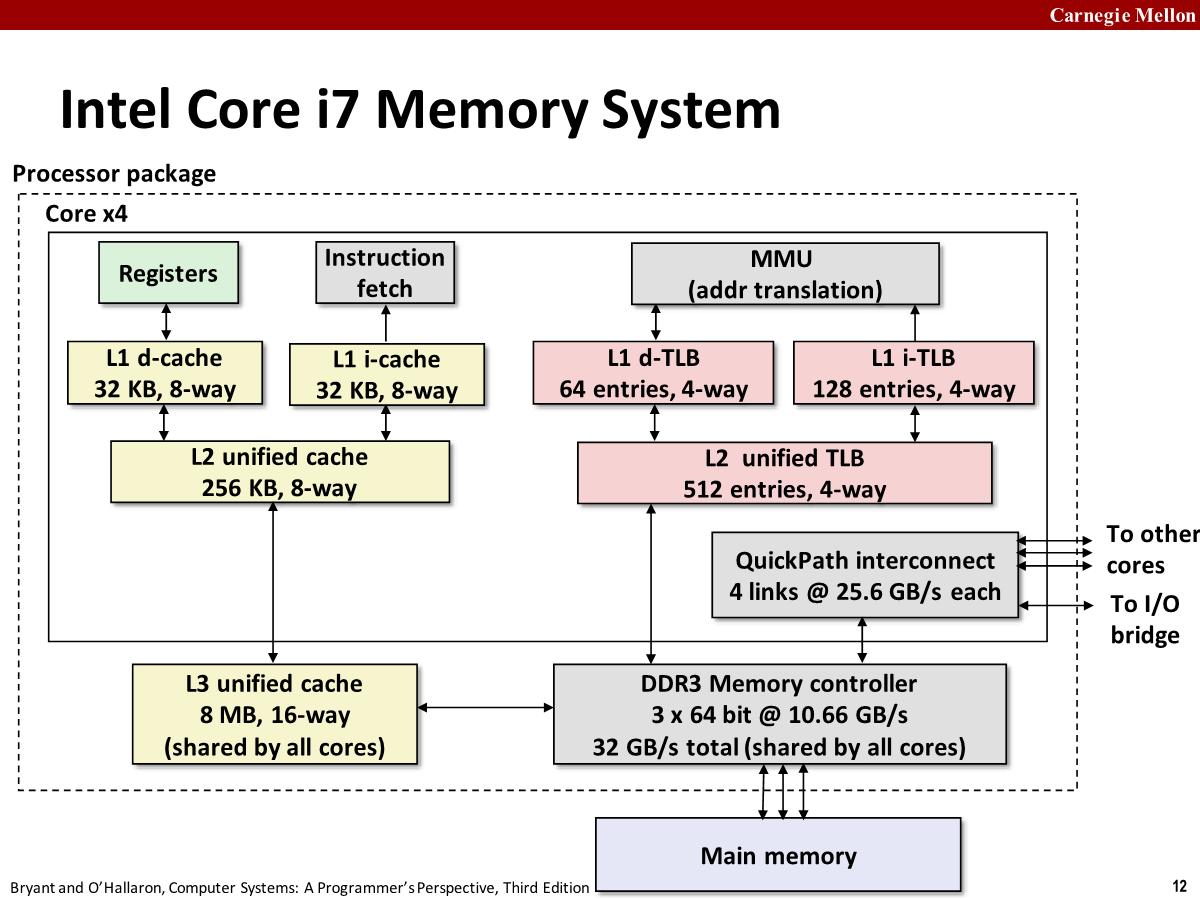 Carnegie Mellon
Intel Core i7 Memory System
Processor package
Core x4
Registers
Instruction
fetch
MMU
(addr translation)
L1 d-cache
32 KB, 8-way
L1 i-cache
32 KB, 8-way
L1 d-TLB
64 entries, 4-way
L1 i-TLB
128 entries, 4-way
L2 unified cache
256 KB, 8-way
L2 unified TLB
512 entries, 4-way
QuickPath interconnect
4 links @ 25.6 GB/s each
To other
cores
To I/O
bridge
L3 unified cache
8 MB, 16-way
(shared by all cores)
DDR3 Memory controller
3 x 64 bit @ 10.66 GB/s
32 GB/s total (shared by all cores)
Main memory
Bryant and O’Hallaron, Computer Systems: A Programmer’s Perspective, Third Edition
12